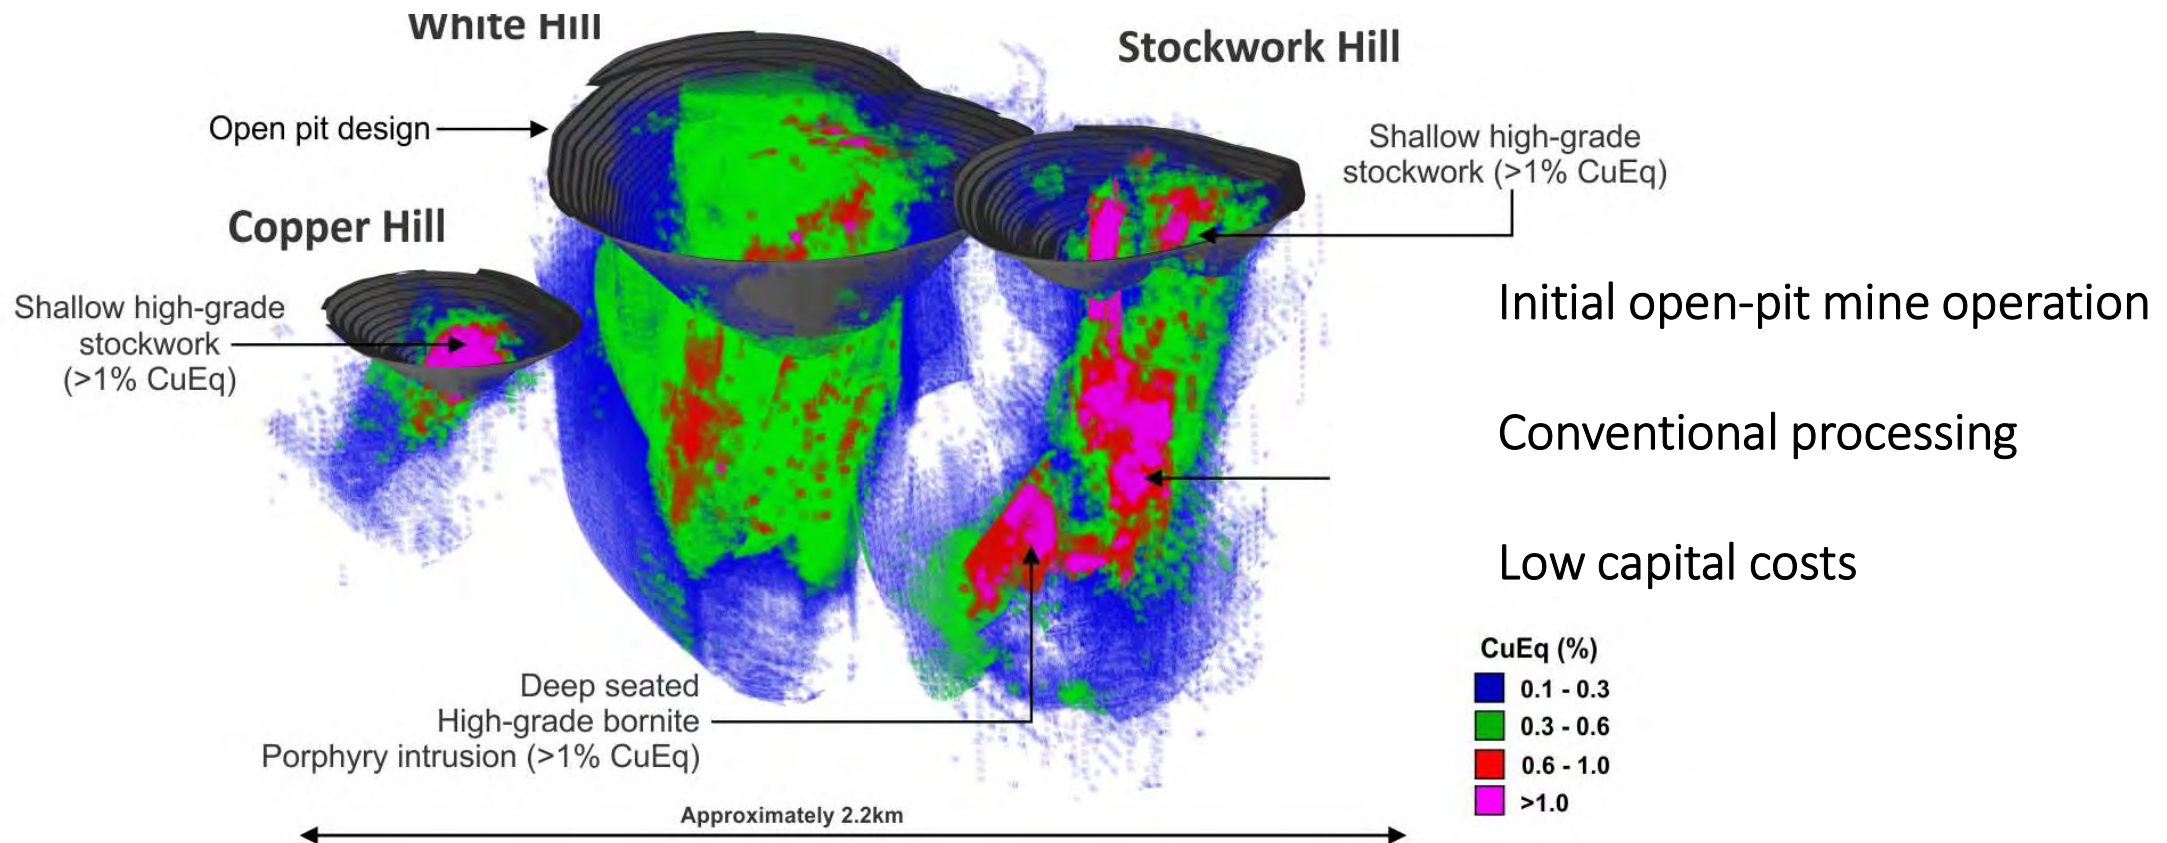 White Hill
Stockwork Hill
Open pit design
Shallow high-grade
stockwork (>1% CuEq)
Copper Hill
Shallow high-grade
stockwork
(>1% CuEq)
Initial open-pit mine operation
Conventional processing
Low capital costs
Deep seated
High-grade bornite
Porphyry intrusion (>1% CuEq)
CuEq (%)
0.1 - 0.3
0.3 - 0.6
0.6 - 1.0
>1.0
Approximately 2.2km